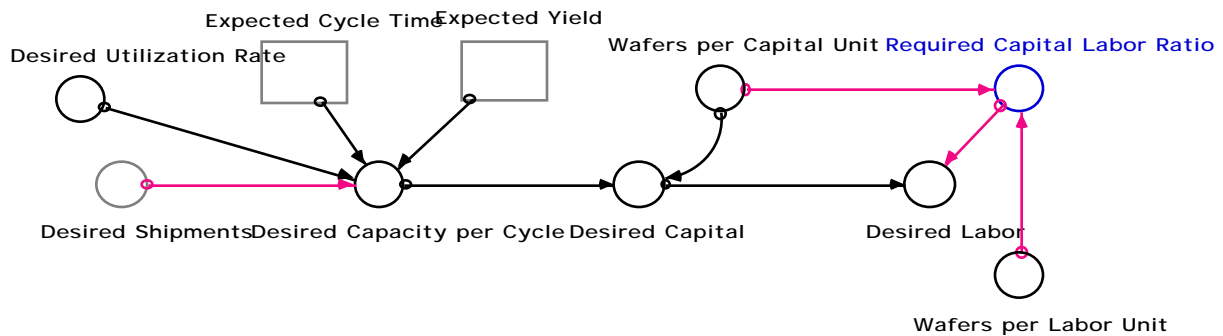 Expected Cycle Time
Expected Yield
Desired Utilization Rate
Wafers per Capital Unit
Required Capital Labor Ratio
Desired Shipments
Desired Capacity per Cycle
Desired Capital
Desired Labor
Wafers per Labor Unit